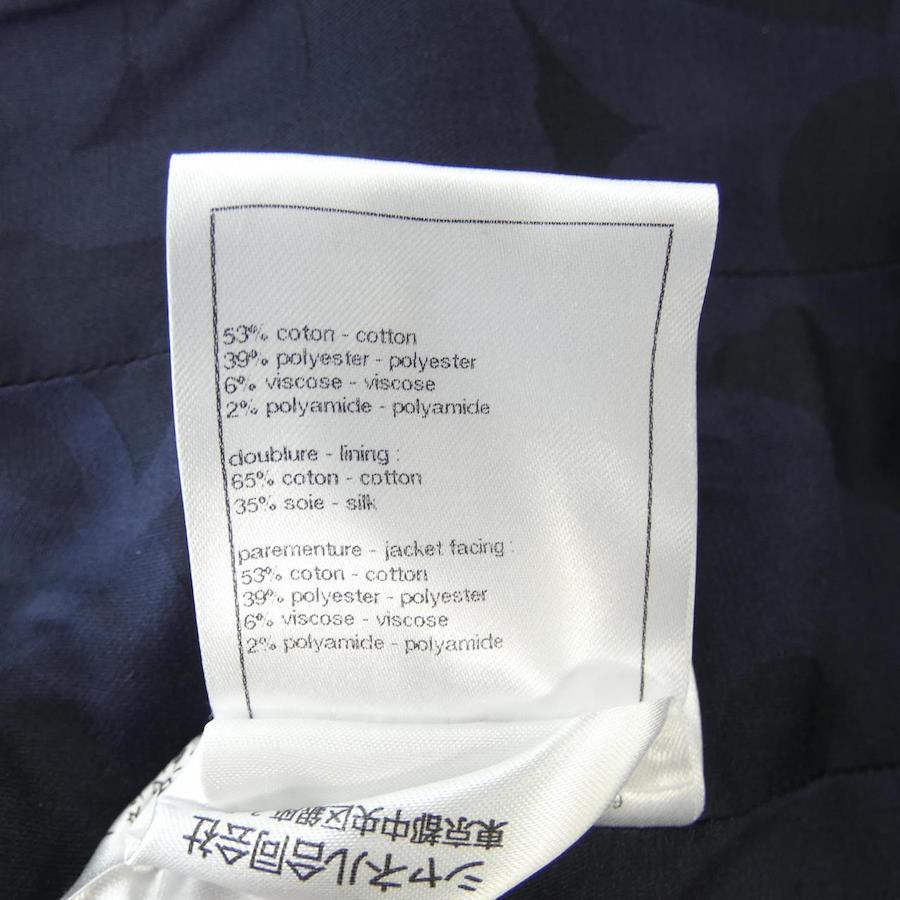 53% coton - cotton
39% polyester - polyester
6% viscose - viscose
2% polyamide - polyamide
doublure - lining :
65% coton - cotton
35% soie - silk
parementure - jacket facing :
53% coton - cotton
39% polyester - polyester
6% viscose - viscose
2% polyamide - polyamide
シャネル合同会社
東京都中央区銀座